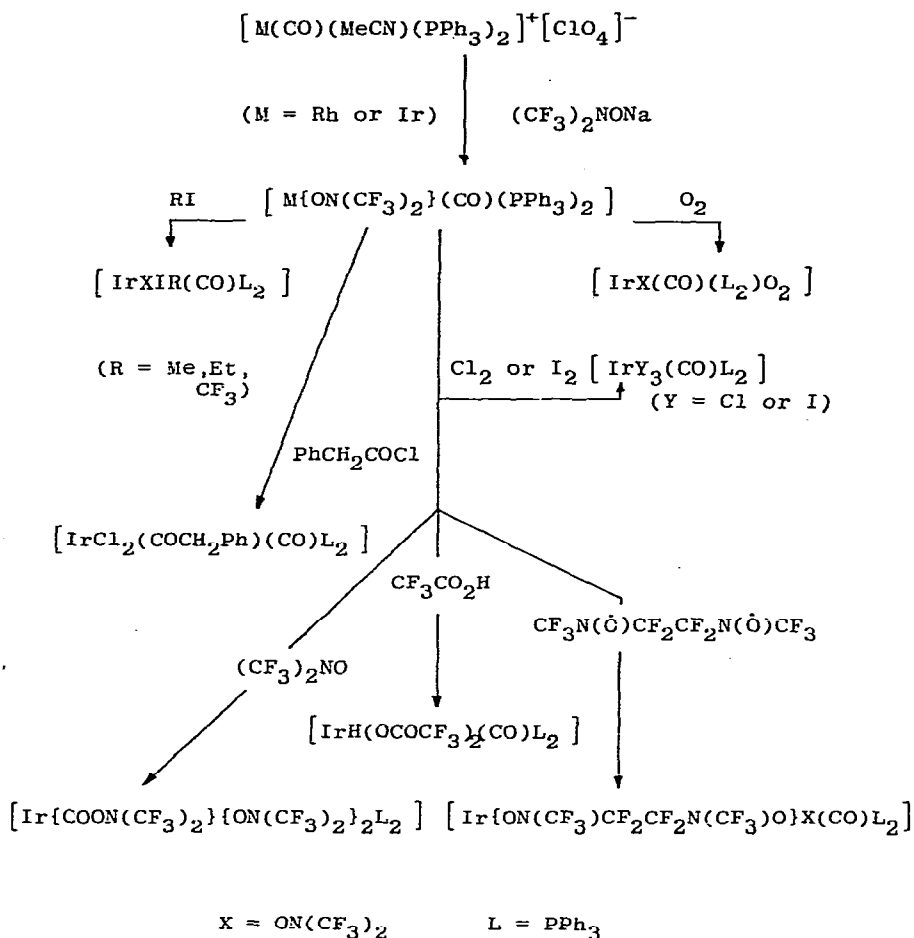 [M(CO)(MeCN)(PPh3)2]+[ClO4]−
(M = Rh or Ir) (CF3)2NONa
RI [M{ON(CF3)2}(CO)(PPh3)2] O2
[IrXIR(CO)L2] [IrX(CO)(L2)O2]
(R = Me,Et,
CF3)
Cl2 or I2 [IrY3(CO)L2]
(Y = Cl or I)
PhCH2COCl
[IrCl2(COCH2Ph)(CO)L2]
CF3CO2H
CF3N(Ȯ)CF2CF2N(Ȯ)CF3
(CF3)2NO
[IrH(OCOCF3)2(CO)L2]
[Ir{COON(CF3)2}{ON(CF3)2}2L2] [Ir{ON(CF3)CF2CF2N(CF3)O}X(CO)L2]
X = ON(CF3)2 L = PPh3